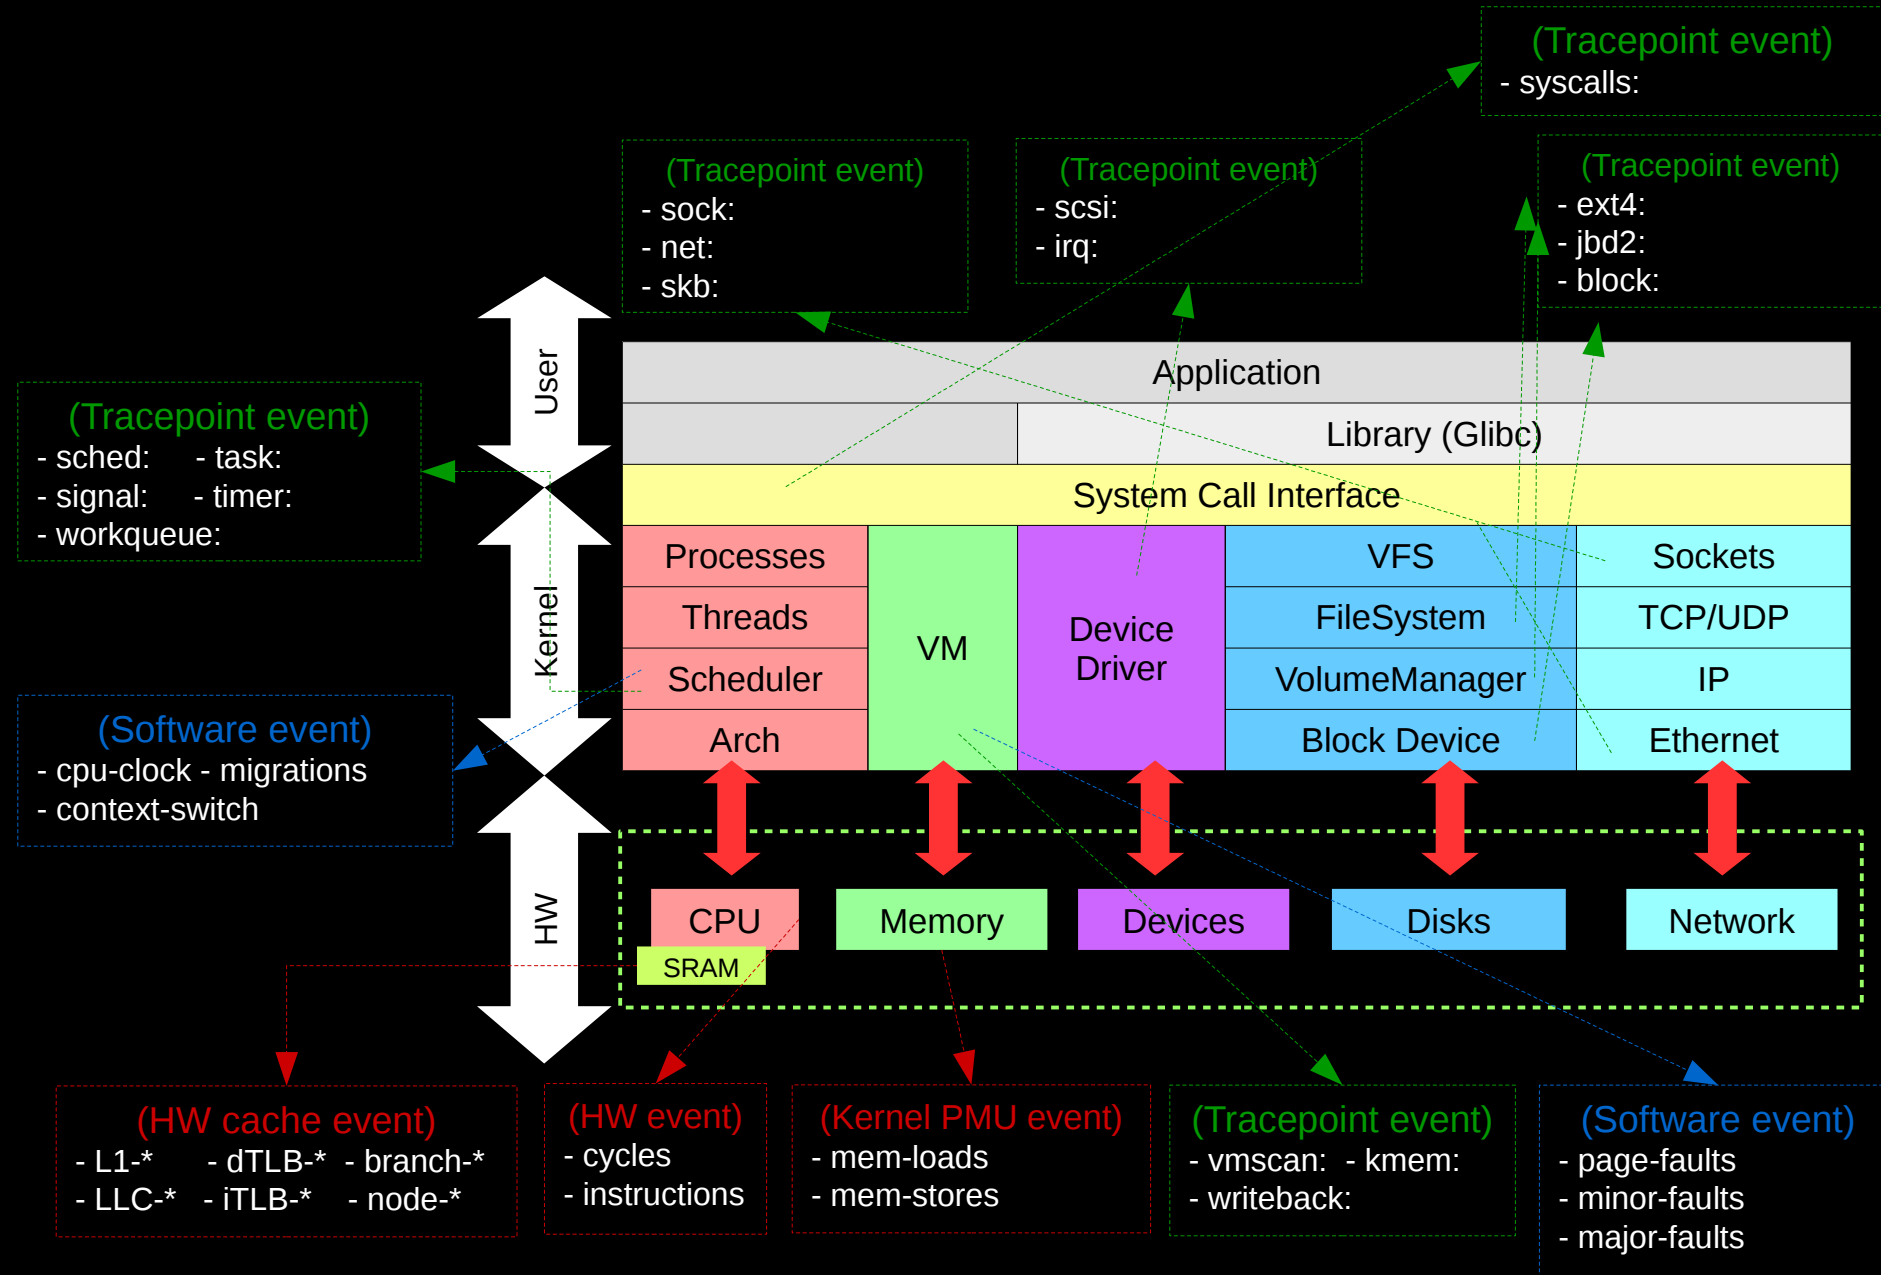 (Tracepoint event)
- syscalls:
(Tracepoint event)
- sock:
- net:
- skb:
(Tracepoint event)
- scsi:
- irq:
(Tracepoint event)
- ext4:
- jbd2:
- block:
User
Application
Library (Glibc)
System Call Interface
(Tracepoint event)
- sched: - task:
- signal: - timer:
- workqueue:
Kernel
Processes
Threads
Scheduler
Arch
VM
Device
Driver
VFS
FileSystem
VolumeManager
Block Device
Sockets
TCP/UDP
IP
Ethernet
(Software event)
- cpu-clock - migrations
- context-switch
HW
CPU
SRAM
Memory
Devices
Disks
Network
(HW cache event)
- L1-* - dTLB-* - branch-*
- LLC-* - iTLB-* - node-*
(HW event)
- cycles
- instructions
(Kernel PMU event)
- mem-loads
- mem-stores
(Tracepoint event)
- vmscan: - kmem:
- writeback:
(Software event)
- page-faults
- minor-faults
- major-faults